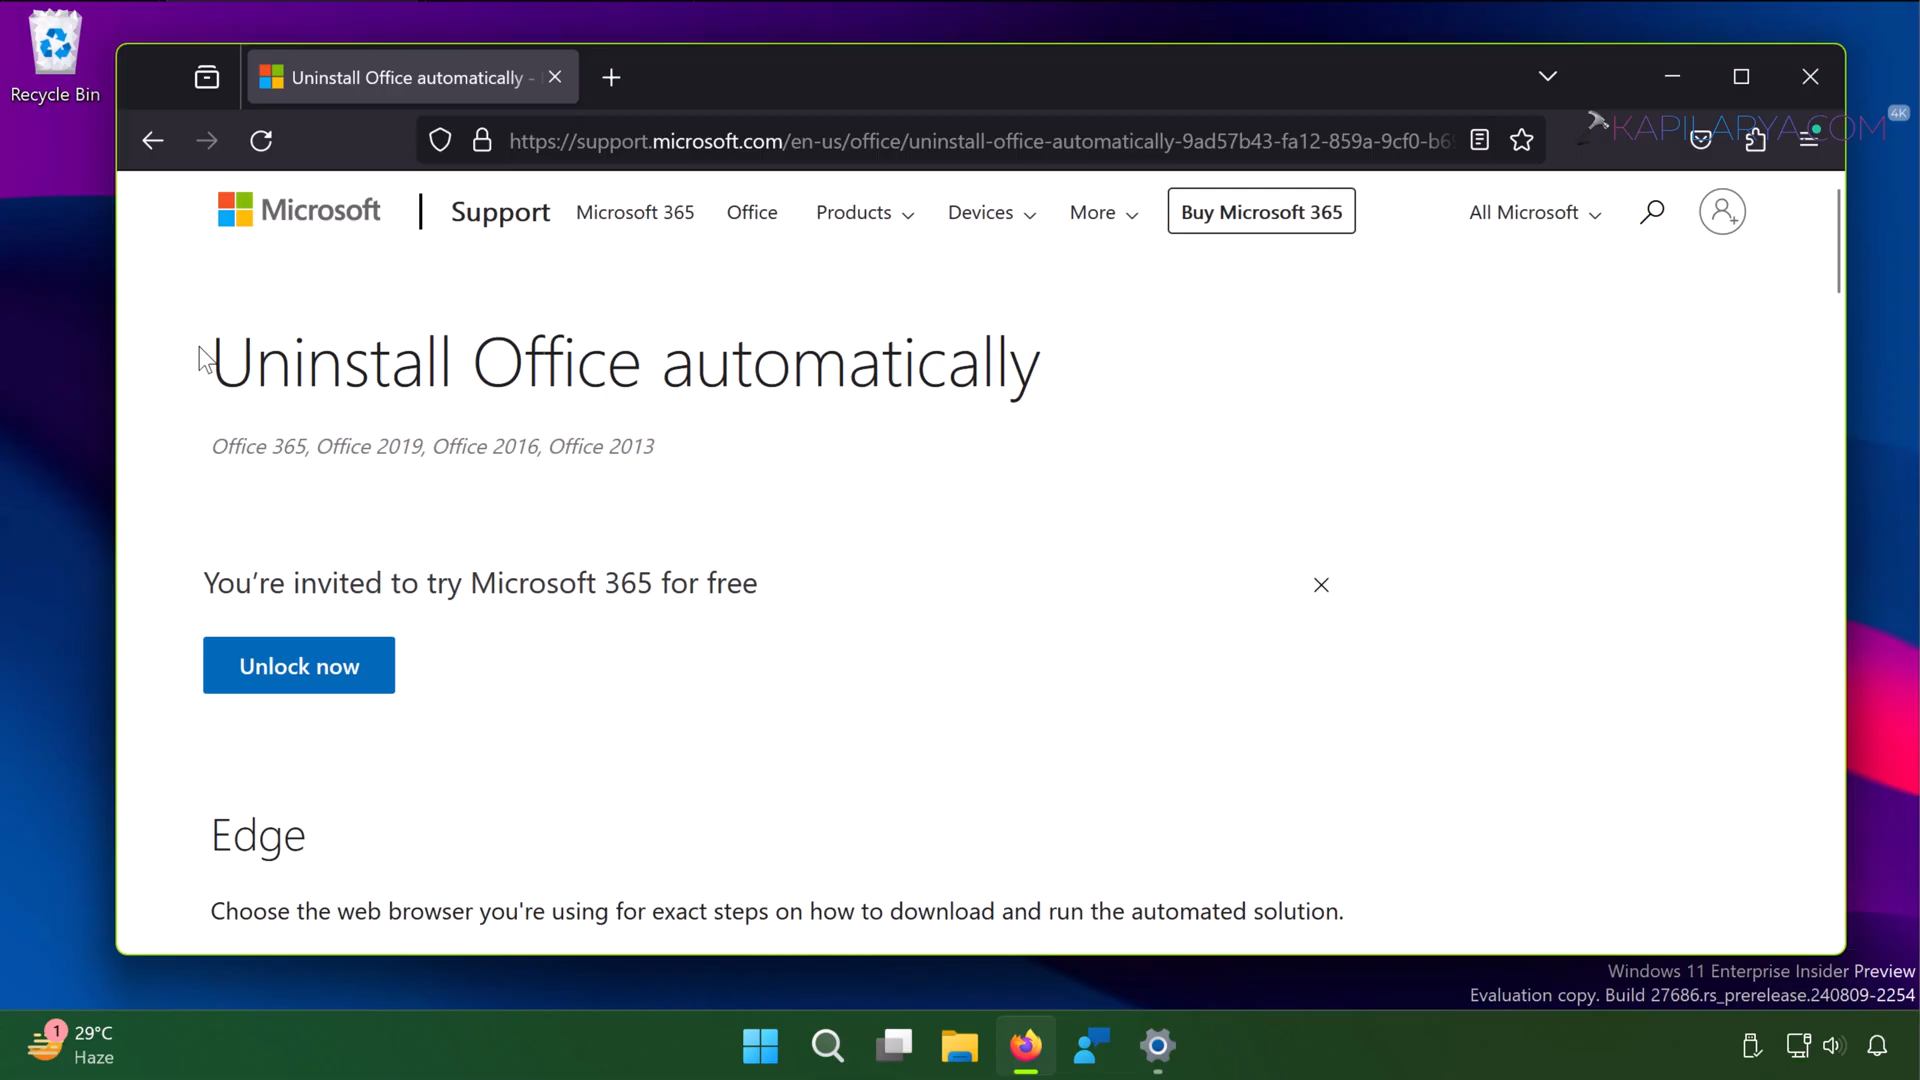 Recycle Bin
Uninstall Office automatically -
4K
KAPILARYA.COM
https://support.microsoft.com/en-us/office/uninstall-office-automatically-9ad57b43-fa12-859a-9cf0-b6
Microsoft
Support
Microsoft 365
Office
Products
Devices
More
Buy Microsoft 365
All Microsoft
Uninstall Office automatically
Office 365, Office 2019, Office 2016, Office 2013
You're invited to try Microsoft 365 for free
Unlock now
Edge
Choose the web browser you're using for exact steps on how to download and run the automated solution.
Windows 11 Enterprise Insider Preview
Evaluation copy. Build 27686.rs_prerelease.240809-2254
1
29°C
Haze